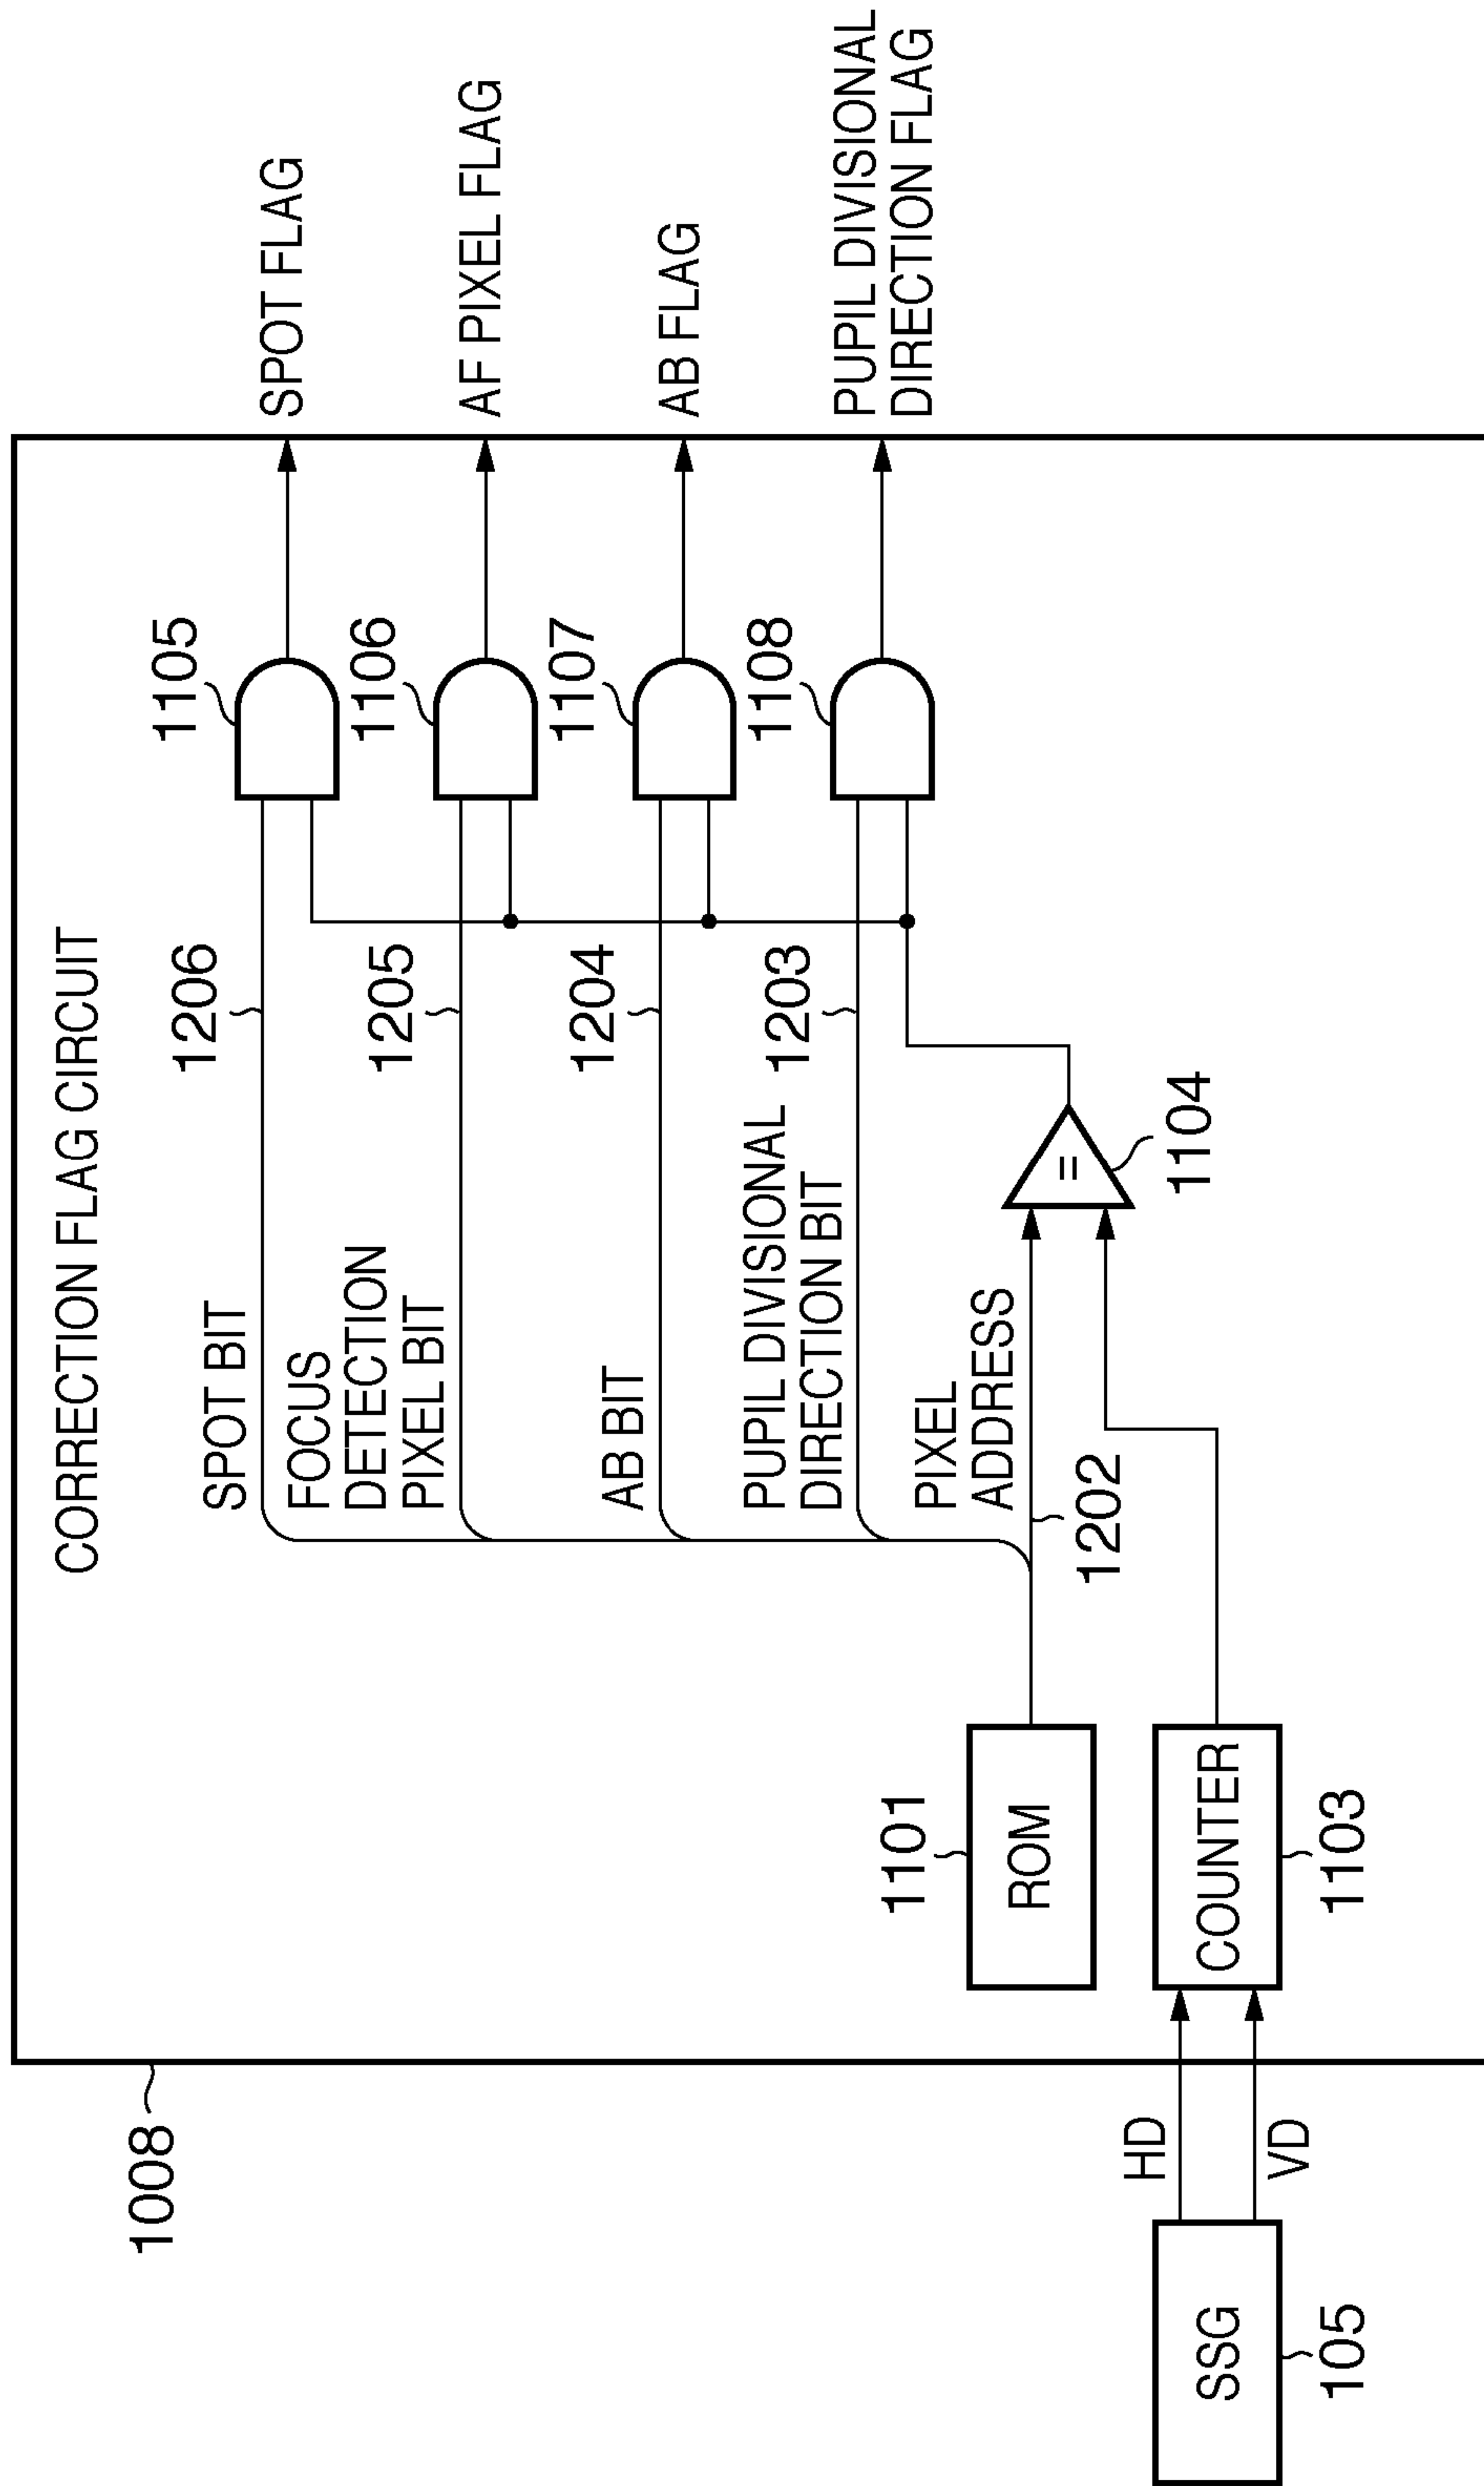 CORRECTION FLAG CIRCUIT
1008
SPOT BIT
1206
1105
SPOT FLAG
FOCUS
DETECTION
PIXEL BIT
1205
1106
AF PIXEL FLAG
AB BIT
1204
1107
AB FLAG
PUPIL DIVISIONAL
DIRECTION BIT
1203
1108
PUPIL DIVISIONAL
DIRECTION FLAG
PIXEL
ADDRESS
1202
1101
ROM
=
1104
HD
VD
SSG
105
COUNTER
1103